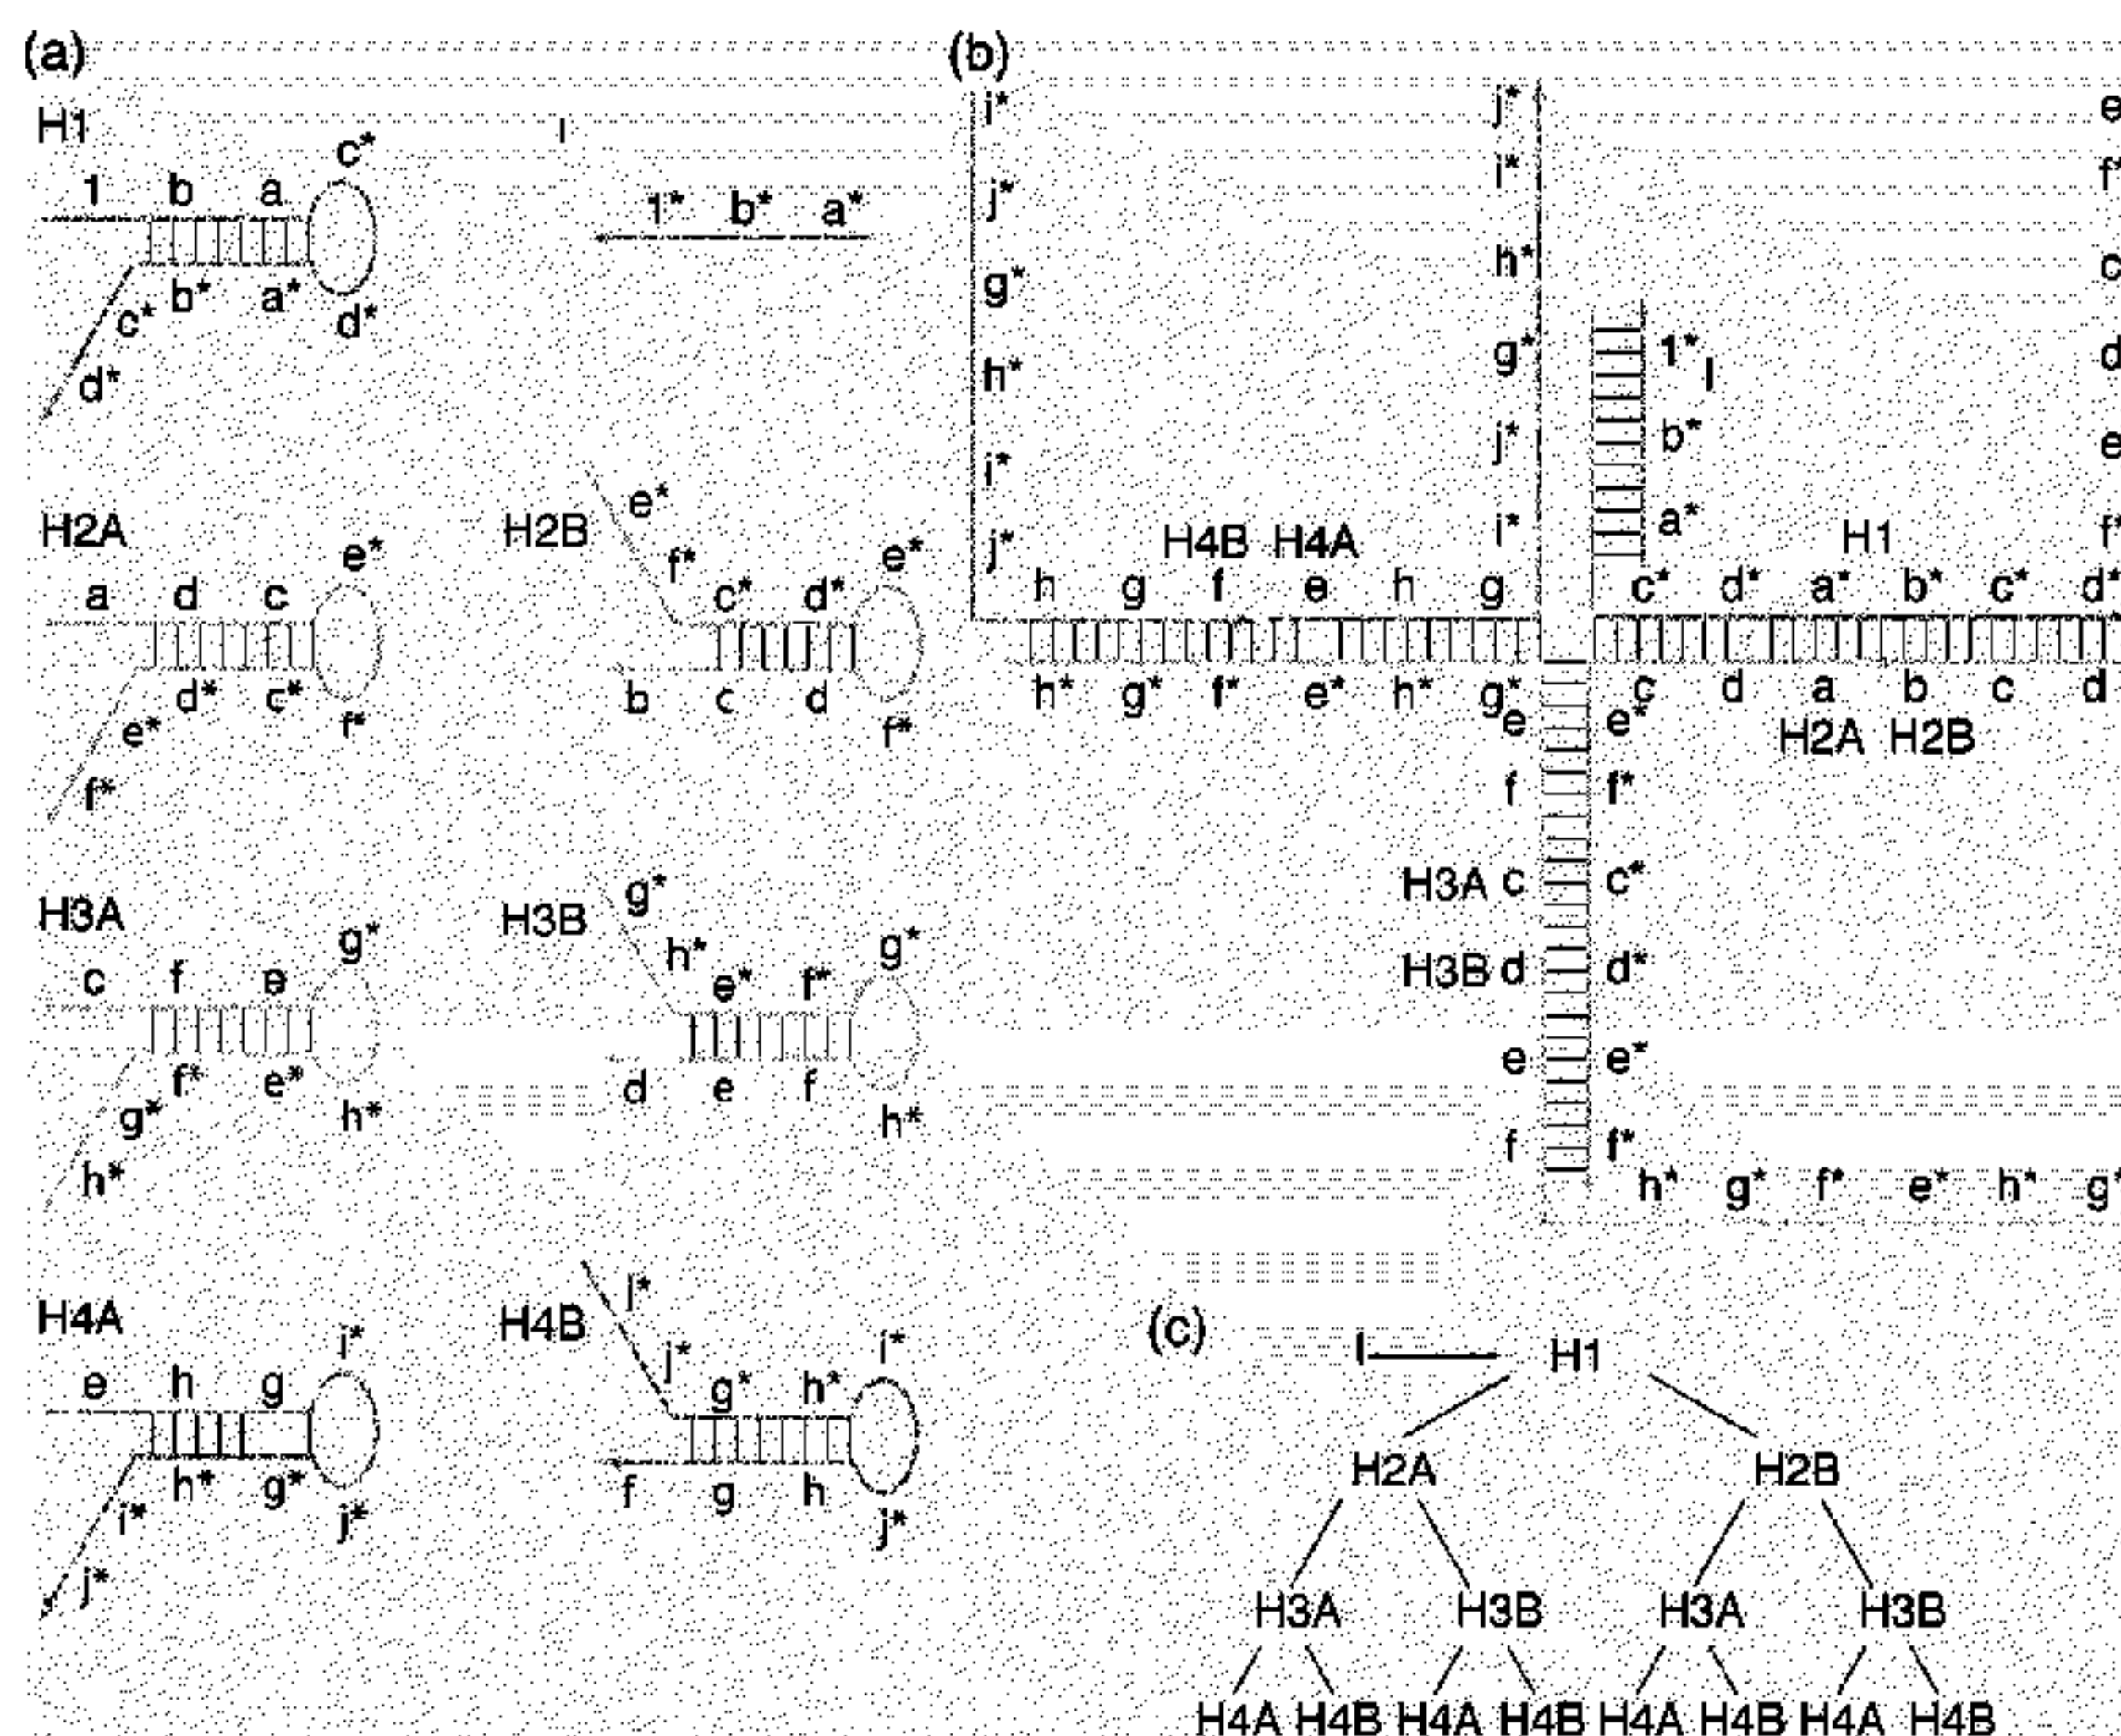 (a)
H1
1 b a c*
b* a* d*
c*
d*
I
1* b* a*
H2A
a d c e*
d* c* f*
e*
f*
H2B
e*
f*
c* d* e*
b c d f*
H3A
c f e g*
f* e* h*
g*
h*
H3B
g*
h*
e* f* g*
d e f h*
H4A
e h g i*
h* g* j*
i*
j*
H4B
i*
j*
g* h* i*
f g h j*
(b)
i*
j*
g*
h*
i*
j*
j*
i*
h*
g*
j*
i*
H4B H4A
h g f e h g
h* g* f* e* h* g*
1* I
b*
a*
H1
c* d* a* b* c* d*
c d a b c d
H2A H2B
e
f*
c
d
e
f*
e e*
f f*
H3A c c*
H3B d d*
e e*
f f*
h* g* f* e* h* g*
(c)
I H1
H2A H2B
H3A H3B H3A H3B
H4A H4B H4A H4B H4A H4B H4A H4B